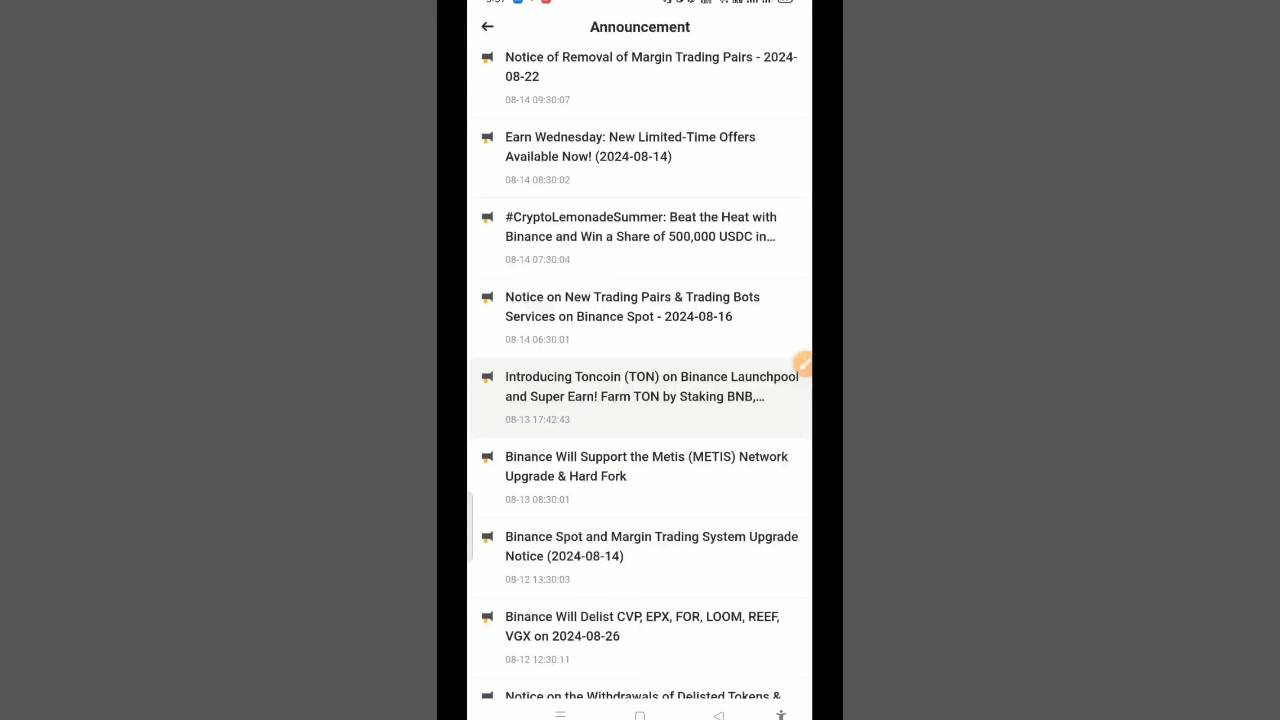 Announcement
Notice of Removal of Margin Trading Pairs - 2024-
08-22
08-14 09:30:07
Earn Wednesday: New Limited-Time Offers
Available Now! (2024-08-14)
08-14 08:30:02
#CryptoLemonadeSummer: Beat the Heat with
Binance and Win a Share of 500,000 USDC in...
08-14 07:30:04
Notice on New Trading Pairs & Trading Bots
Services on Binance Spot - 2024-08-16
08-14 06:30:01
Introducing Toncoin (TON) on Binance Launchpool
and Super Earn! Farm TON by Staking BNB,...
08-13 17:42:43
Binance Will Support the Metis (METIS) Network
Upgrade & Hard Fork
08-13 08:30:01
Binance Spot and Margin Trading System Upgrade
Notice (2024-08-14)
08-12 13:30:03
Binance Will Delist CVP, EPX, FOR, LOOM, REEF,
VGX on 2024-08-26
08-12 12:30:11
Notice on the Withdrawals of Delisted Tokens &